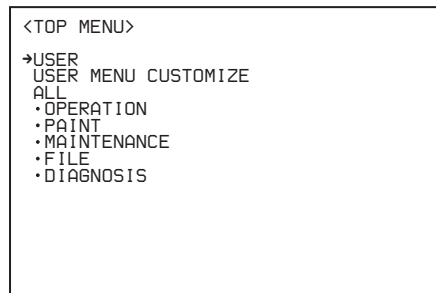 <TOP MENU>
→USER
USER MENU CUSTOMIZE
ALL
·OPERATION
·PAINT
·MAINTENANCE
·FILE
·DIAGNOSIS